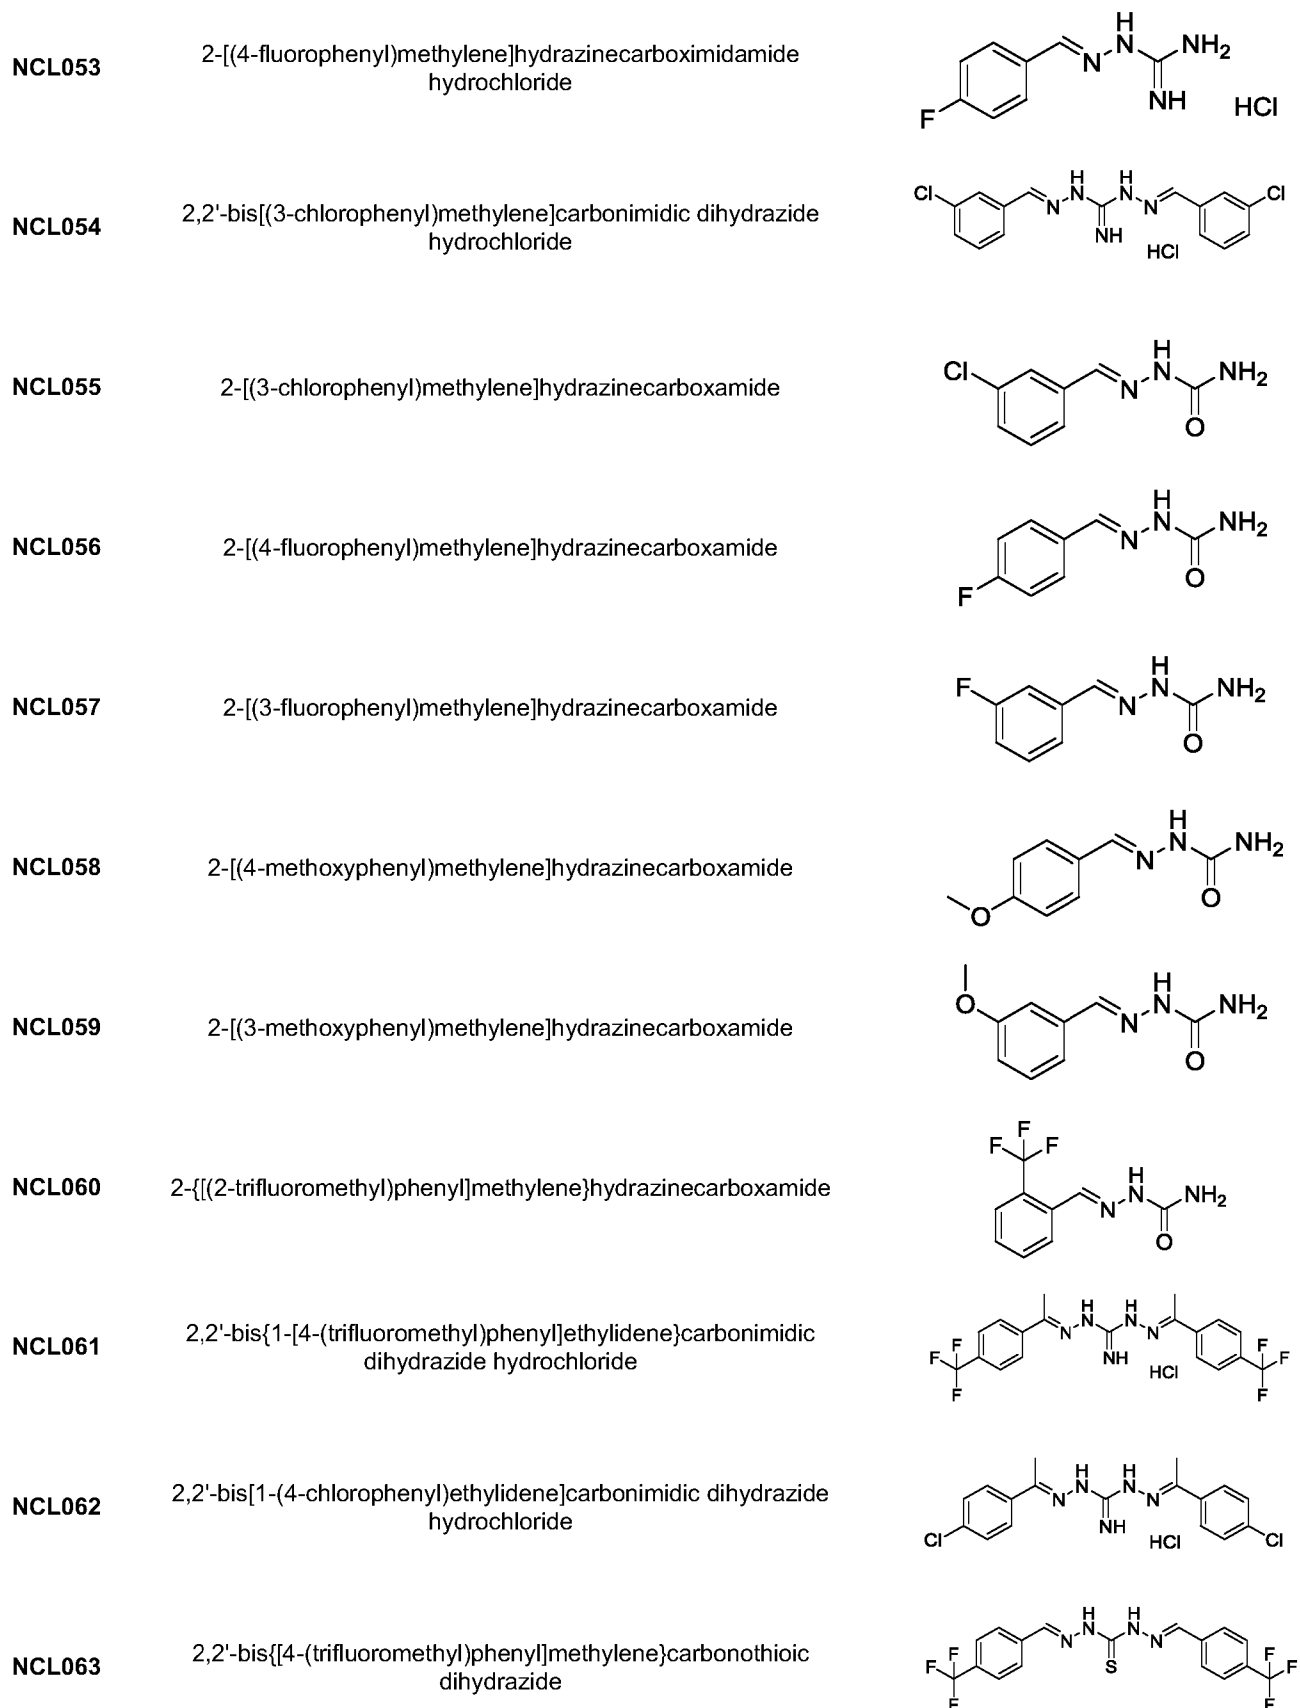 NCL053
2-[(4-fluorophenyl)methylene]hydrazinecarboximidamide
hydrochloride
H
N
N
NH2
NH
F
HCl
NCL054
2,2'-bis[(3-chlorophenyl)methylene]carbonimidic dihydrazide
hydrochloride
Cl
H
N
N
H
N
N
NH
HCl
Cl
NCL055
2-[(3-chlorophenyl)methylene]hydrazinecarboxamide
Cl
H
N
N
NH2
O
NCL056
2-[(4-fluorophenyl)methylene]hydrazinecarboxamide
H
N
N
NH2
O
F
NCL057
2-[(3-fluorophenyl)methylene]hydrazinecarboxamide
F
H
N
N
NH2
O
NCL058
2-[(4-methoxyphenyl)methylene]hydrazinecarboxamide
H
N
N
NH2
O
O
NCL059
2-[(3-methoxyphenyl)methylene]hydrazinecarboxamide
O
H
N
N
NH2
O
NCL060
2-{[(2-trifluoromethyl)phenyl]methylene}hydrazinecarboxamide
F
F
F
H
N
N
NH2
O
NCL061
2,2'-bis{1-[4-(trifluoromethyl)phenyl]ethylidene}carbonimidic
dihydrazide hydrochloride
H
N
N
H
N
N
NH
HCl
F
F
F
F
F
F
NCL062
2,2'-bis[1-(4-chlorophenyl)ethylidene]carbonimidic dihydrazide
hydrochloride
H
N
N
H
N
N
NH
HCl
Cl
Cl
NCL063
2,2'-bis{[4-(trifluoromethyl)phenyl]methylene}carbonothioic
dihydrazide
H
N
N
H
N
N
S
F
F
F
F
F
F